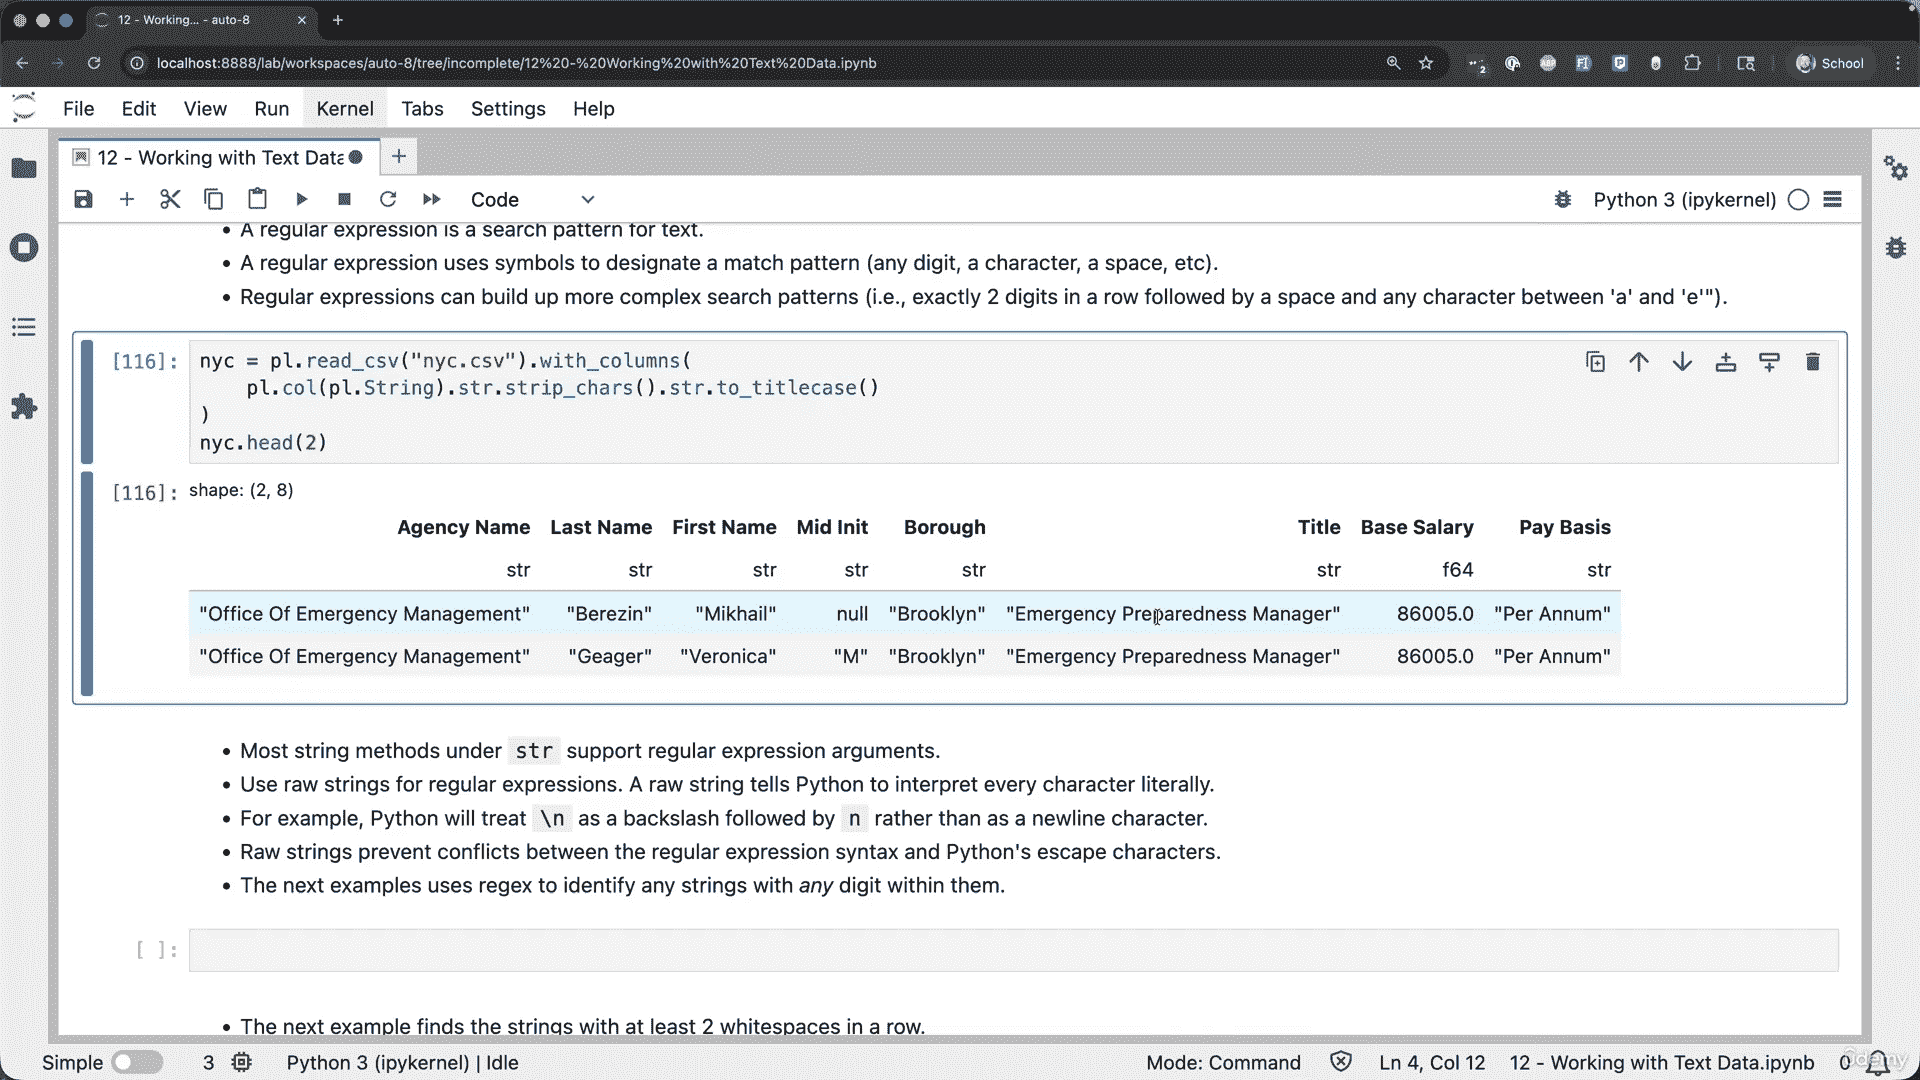 12 - Working... - auto-8
localhost:8888/lab/workspaces/auto-8/tree/incomplete/12%20-%20Working%20with%20Text%20Data.ipynb
2
ABP
School
File Edit View Run Kernel Tabs Settings Help
12 - Working with Text Data
Code
Python 3 (ipykernel)
• A regular expression is a search pattern for text.
• A regular expression uses symbols to designate a match pattern (any digit, a character, a space, etc).
• Regular expressions can build up more complex search patterns (i.e., exactly 2 digits in a row followed by a space and any character between 'a' and 'e'").
[116]: nyc = pl.read_csv("nyc.csv").with_columns(
pl.col(pl.String).str.strip_chars().str.to_titlecase()
)
nyc.head(2)
[116]: shape: (2, 8)
Agency Name Last Name First Name Mid Init Borough Title Base Salary Pay Basis
str str str str str str f64 str
"Office Of Emergency Management" "Berezin" "Mikhail" null "Brooklyn" "Emergency Preparedness Manager" 86005.0 "Per Annum"
"Office Of Emergency Management" "Geager" "Veronica" "M" "Brooklyn" "Emergency Preparedness Manager" 86005.0 "Per Annum"
• Most string methods under str support regular expression arguments.
• Use raw strings for regular expressions. A raw string tells Python to interpret every character literally.
• For example, Python will treat \n as a backslash followed by n rather than as a newline character.
• Raw strings prevent conflicts between the regular expression syntax and Python's escape characters.
• The next examples uses regex to identify any strings with any digit within them.
[ ]:
• The next example finds the strings with at least 2 whitespaces in a row.
Simple 3 Python 3 (ipykernel) | Idle Mode: Command Ln 4, Col 12 12 - Working with Text Data.ipynb 0
Udemy